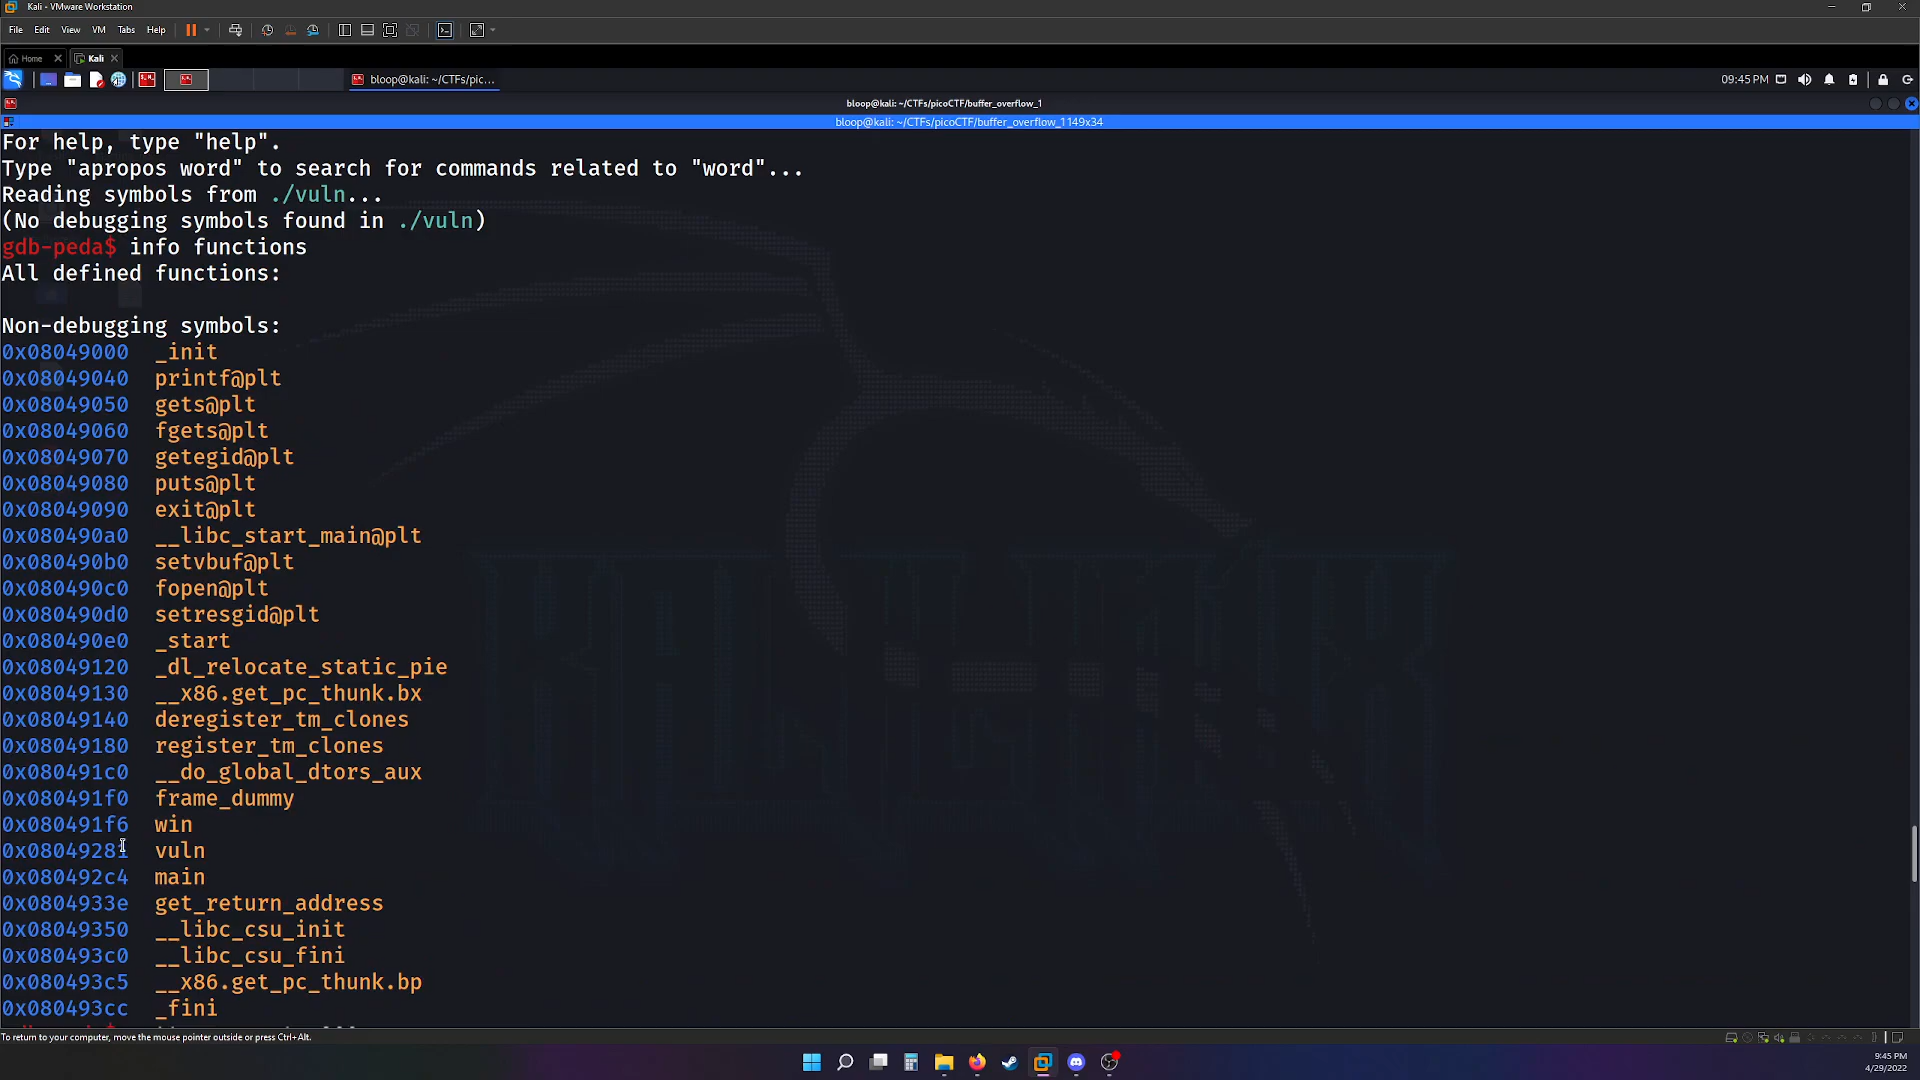 Kali - VMware Workstation
File Edit View VM Tabs Help
Home Kali
bloop@kali: ~/CTFs/pic... 09:45 PM
bloop@kali: ~/CTFs/picoCTF/buffer_overflow_1
bloop@kali: ~/CTFs/picoCTF/buffer_overflow_1149x34
For help, type "help".
Type "apropos word" to search for commands related to "word"...
Reading symbols from ./vuln...
(No debugging symbols found in ./vuln)
gdb-peda$ info functions
All defined functions:
Non-debugging symbols:
0x08049000 _init
0x08049040 printf@plt
0x08049050 gets@plt
0x08049060 fgets@plt
0x08049070 getegid@plt
0x08049080 puts@plt
0x08049090 exit@plt
0x080490a0 __libc_start_main@plt
0x080490b0 setvbuf@plt
0x080490c0 fopen@plt
0x080490d0 setresgid@plt
0x080490e0 _start
0x08049120 _dl_relocate_static_pie
0x08049130 __x86.get_pc_thunk.bx
0x08049140 deregister_tm_clones
0x08049180 register_tm_clones
0x080491c0 __do_global_dtors_aux
0x080491f0 frame_dummy
0x080491f6 win
0x08049281 vuln
0x080492c4 main
0x0804933e get_return_address
0x08049350 __libc_csu_init
0x080493c0 __libc_csu_fini
0x080493c5 __x86.get_pc_thunk.bp
0x080493cc _fini
To return to your computer, move the mouse pointer outside or press Ctrl+Alt.
9:45 PM
4/29/2022